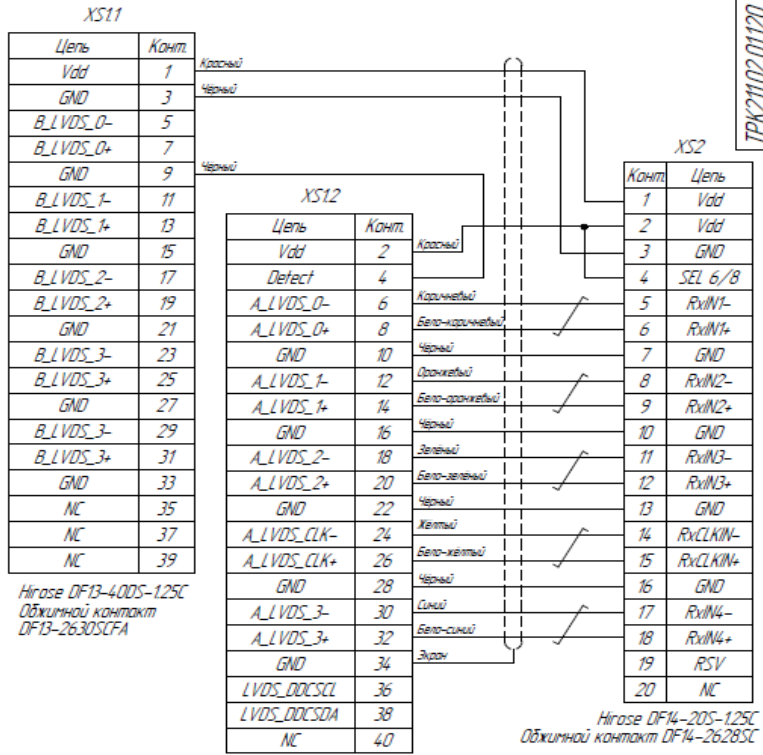 XS1.1
Цепь Конт.
Vdd 1 Красный
GND 3 Чёрный
B_LVDS_0- 5
B_LVDS_0+ 7
GND 9 Чёрный
B_LVDS_1- 11
B_LVDS_1+ 13
GND 15
B_LVDS_2- 17
B_LVDS_2+ 19
GND 21
B_LVDS_3- 23
B_LVDS_3+ 25
GND 27
B_LVDS_3- 29
B_LVDS_3+ 31
GND 33
NC 35
NC 37
NC 39
Hirose DF13-40DS-1.25C
Обжимной контакт
DF13-2630SCFA
XS1.2
Цепь Конт.
Vdd 2 Красный
Detect 4
A_LVDS_0- 6 Коричневый
A_LVDS_0+ 8 Бело-коричневый
GND 10 Чёрный
A_LVDS_1- 12 Оранжевый
A_LVDS_1+ 14 Бело-оранжевый
GND 16 Чёрный
A_LVDS_2- 18 Зелёный
A_LVDS_2+ 20 Бело-зелёный
GND 22 Чёрный
A_LVDS_CLK- 24 Жёлтый
A_LVDS_CLK+ 26 Бело-жёлтый
GND 28 Чёрный
A_LVDS_3- 30 Синий
A_LVDS_3+ 32 Бело-синий
GND 34 Экран
LVDS_DDCSCL 36
LVDS_DDCSDA 38
NC 40
ТРК21102.01120
XS2
Конт. Цепь
1 Vdd
2 Vdd
3 GND
4 SEL 6/8
5 RxIN1-
6 RxIN1+
7 GND
8 RxIN2-
9 RxIN2+
10 GND
11 RxIN3-
12 RxIN3+
13 GND
14 RxCLKIN-
15 RxCLKIN+
16 GND
17 RxIN4-
18 RxIN4+
19 RSV
20 NC
Hirose DF14-20S-1.25C
Обжимной контакт DF14-2628SC